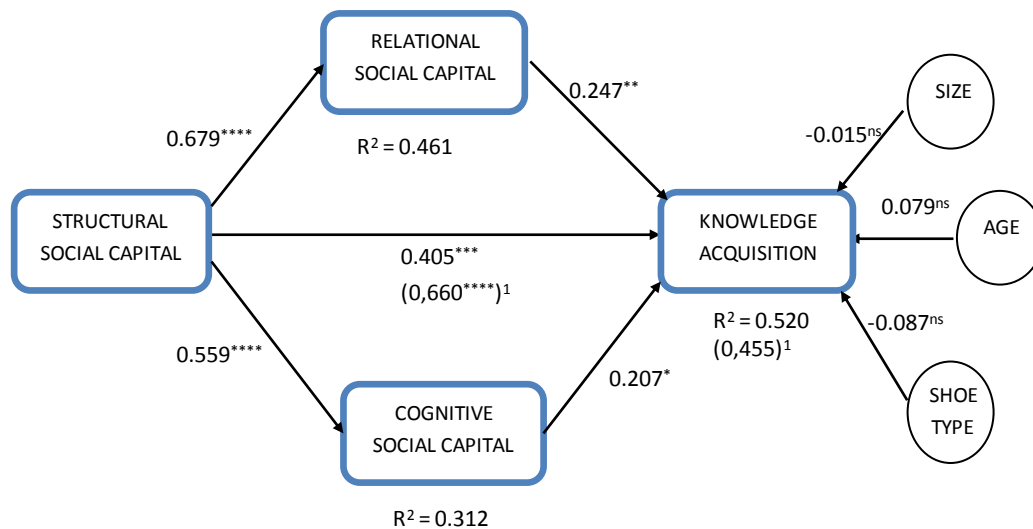 RELATIONAL
SOCIAL CAPITAL
0.247**
SIZE
0.679****
R² = 0.461
-0.015ⁿˢ
STRUCTURAL
SOCIAL CAPITAL
KNOWLEDGE
ACQUISITION
0.079ⁿˢ
AGE
0.405***
(0,660****)¹
R² = 0.520
(0,455)¹
-0.087ⁿˢ
0.559****
0.207*
COGNITIVE
SOCIAL CAPITAL
SHOE
TYPE
R² = 0.312